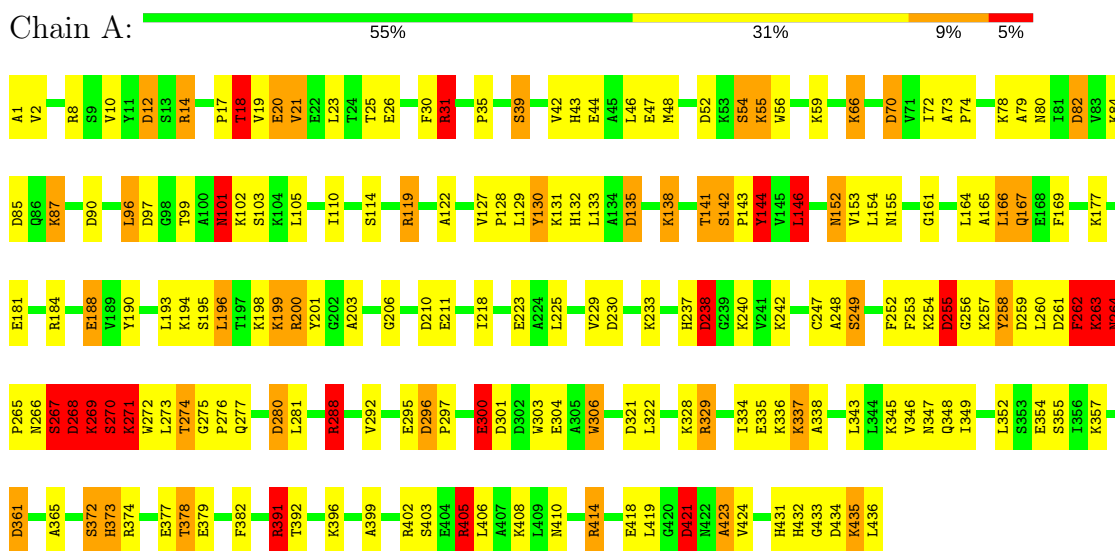 Chain A:
55% 31% 9% 5%
A1 V2 R8 S9 V10 Y11 D12 S13 R14 P17 T18 V19 E20 V21 E22 L23 T24 T25 E26 F30 R31 P35 S39 V42 H43 E44 A45 L46 E47 M48 D52 K53 S54 K55 W56 K59 K66 D70 V71 I72 A73 P74 K78 A79 N80 I81 D82 V83 K84
D85 Q86 K87 D90 L96 D97 G98 T99 A100 N101 K102 S103 K104 L105 I110 S114 R119 A122 V127 P128 L129 Y130 K131 H132 L133 A134 D135 K138 T141 S142 P143 Y144 V145 L146 N152 V153 L154 N155 G161 L164 A165 L166 Q167 E168 F169 K177
E181 R184 E188 V189 Y190 L193 K194 S195 L196 T197 K198 K199 R200 Y201 G202 A203 G206 D210 E211 I218 E223 A224 L225 V229 D230 K233 H237 D238 G239 K240 V241 K242 C247 A248 S249 F252 F253 K254 D255 G256 K257 Y258 D259 L260 D261 F262 K263 N264
P265 N266 S267 D268 K269 S270 K271 W272 L273 T274 G275 P276 Q277 D280 L281 R288 V292 E295 D296 P297 E300 D301 D302 W303 E304 A305 W306 D321 L322 K328 R329 I334 E335 K336 K337 A338 L343 L344 K345 V346 N347 Q348 I349 L352 S353 E354 S355 I356 K357
D361 A365 S372 H373 R374 E377 T378 E379 F382 R391 T392 K396 A399 R402 S403 E404 R405 L406 A407 K408 L409 N410 R414 E418 L419 G420 D421 N422 A423 V424 H431 H432 G433 D434 K435 L436